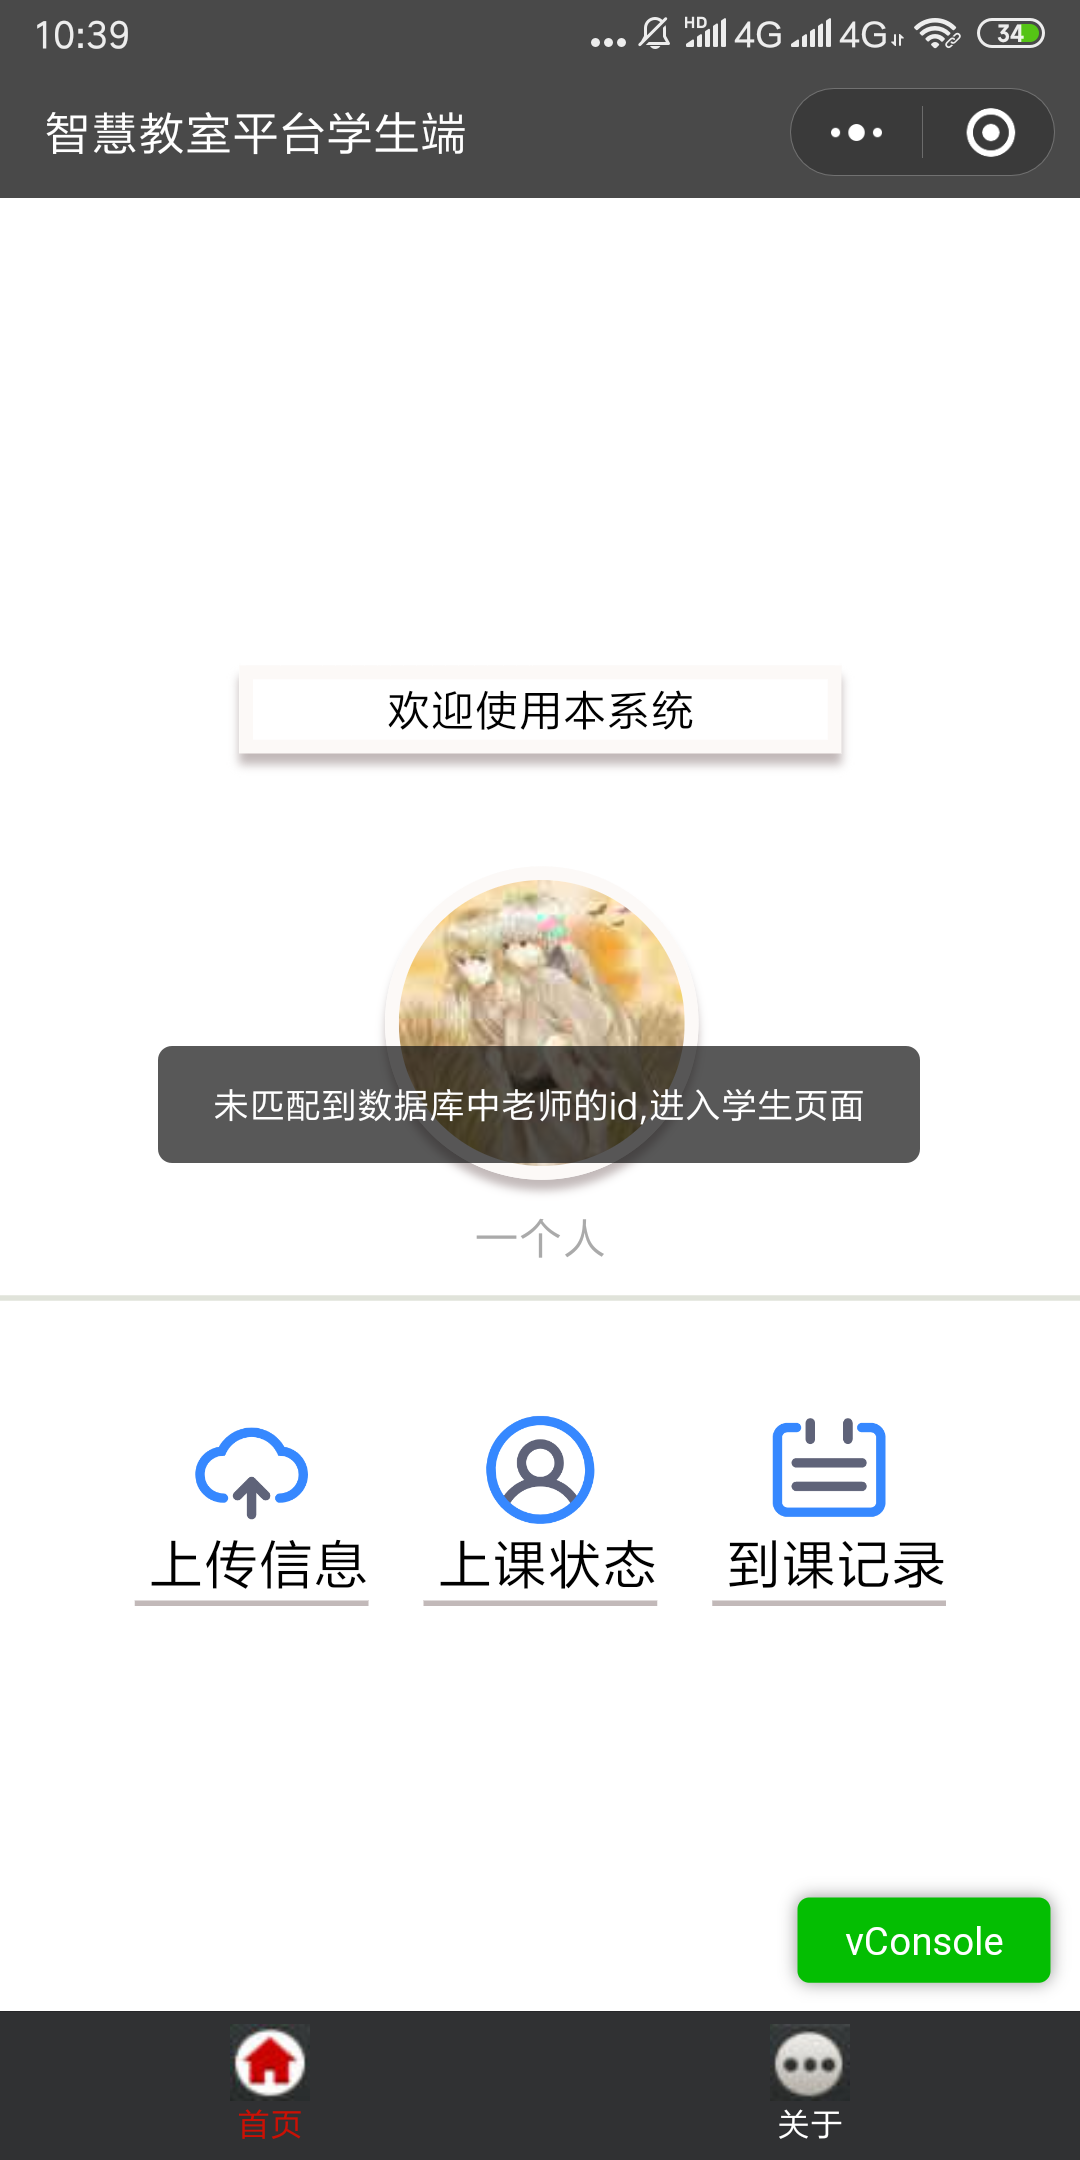 10:39
HD 4G 4G 34
智慧教室平台学生端
欢迎使用本系统
未匹配到数据库中老师的id,进入学生页面
一个人
上传信息 上课状态 到课记录
vConsole
首页 关于